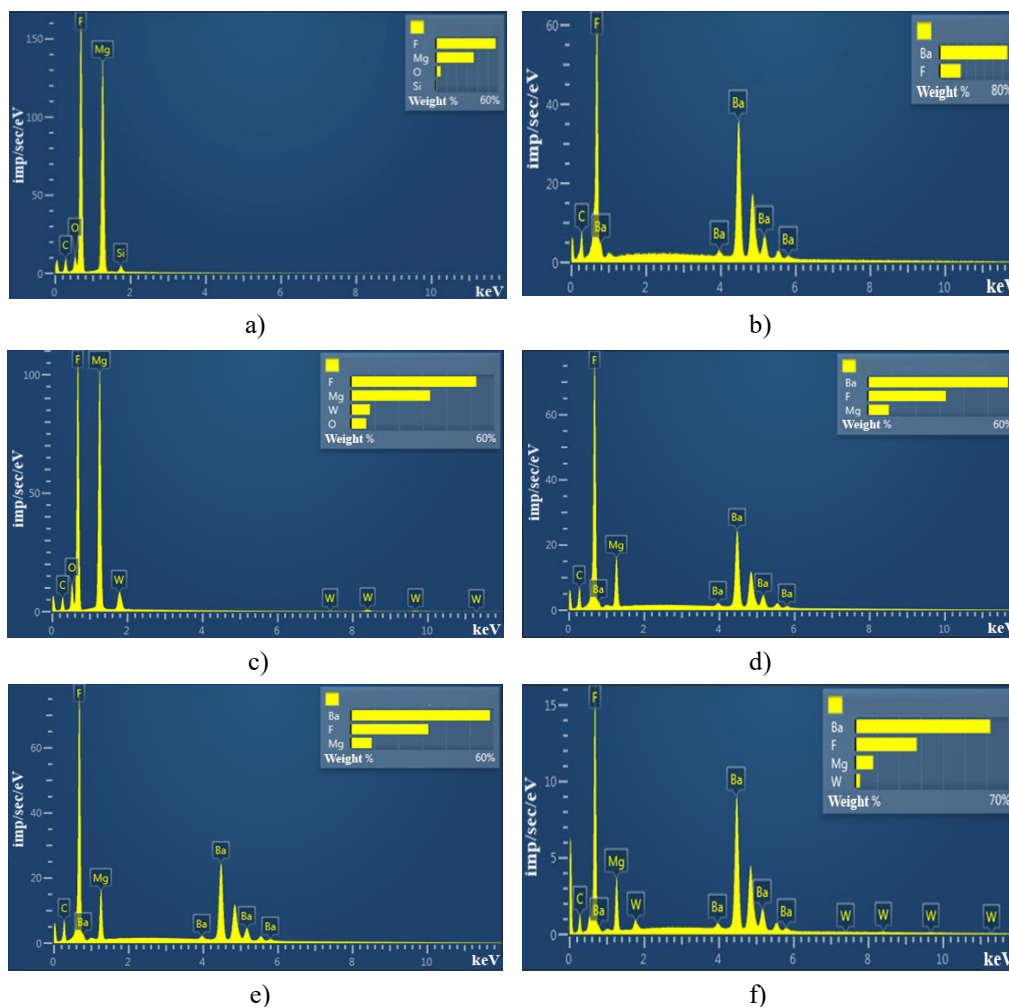 imp/sec/eV
150
100
50
0
F
Mg
O
C
Si
F
Mg
O
Si
Weight % 60%
0 2 4 6 8 10
keV
a)
imp/sec/eV
60
40
20
0
F
C
Ba
Ba
Ba
Ba
Ba
Ba
F
Weight % 80%
0 2 4 6 8 10
keV
b)
imp/sec/eV
100
50
0
F
Mg
O
C
W
W
W
W
W
F
Mg
W
O
Weight % 60%
0 2 4 6 8 10
keV
c)
imp/sec/eV
60
40
20
0
F
C
Ba
Mg
Ba
Ba
Ba
Ba
Ba
F
Mg
Weight % 60%
0 2 4 6 8 10
keV
d)
imp/sec/eV
60
40
20
0
F
C
Ba
Mg
Ba
Ba
Ba
Ba
Ba
F
Mg
Weight % 60%
0 2 4 6 8 10
keV
e)
imp/sec/eV
15
10
5
0
F
C
Ba
Mg
W
Ba
Ba
Ba
Ba
W
W
W
W
Ba
F
Mg
W
Weight % 70%
0 2 4 6 8 10
keV
f)